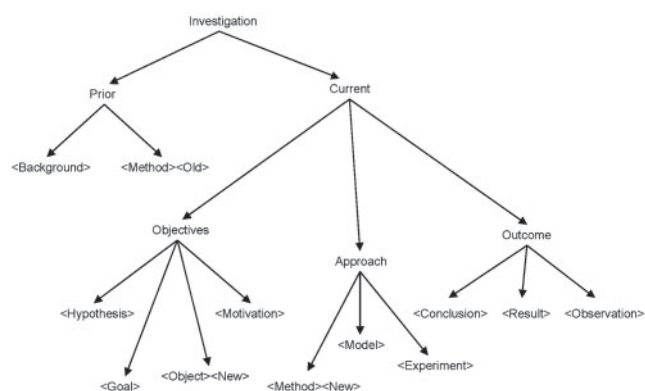 Investigation
Prior
Current
<Background>
<Method><Old>
Objectives
Outcome
Approach
<Hypothesis>
<Motivation>
<Conclusion>
<Result>
<Observation>
<Model>
<Experiment>
<Goal>
<Object><New>
<Method><New>